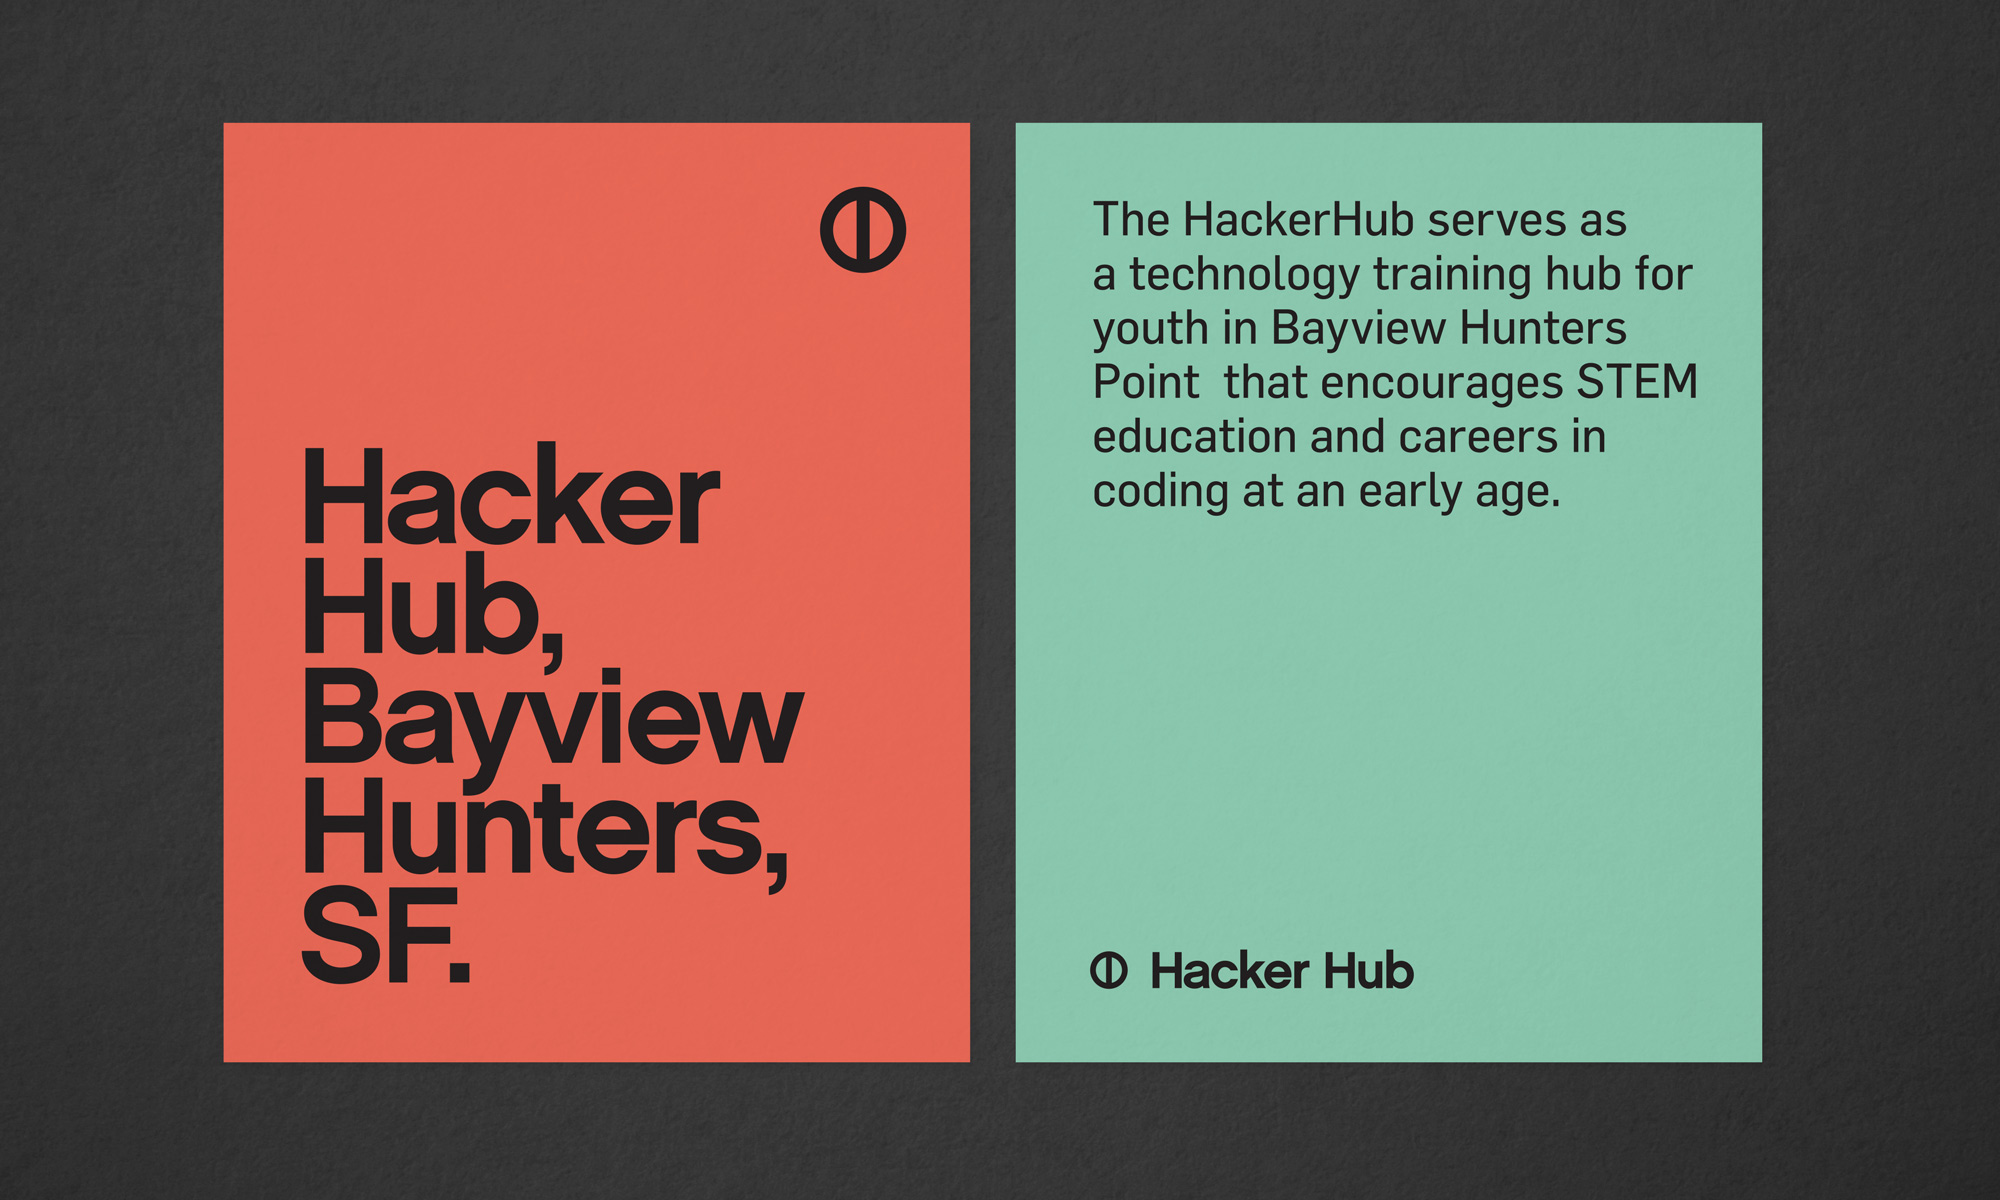 Hacker
Hub,
Bayview
Hunters,
SF.
The HackerHub serves as
a technology training hub for
youth in Bayview Hunters
Point  that encourages STEM
education and careers in
coding at an early age.
Hacker Hub